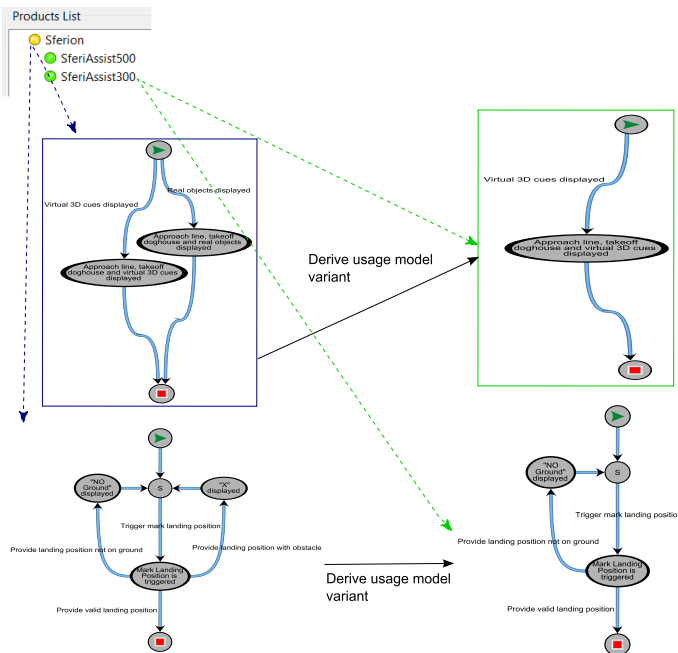 Products List
Sferion
SferiAssist500
SferiAssist300
Virtual 3D cues displayed
Real objects displayed
Approach line, takeoff
doghouse and real objects
displayed
Approach line, takeoff
doghouse and virtual 3D cues
displayed
Derive usage model
variant
Virtual 3D cues displayed
Approach line, takeoff
doghouse and virtual 3D cues
displayed
"NO
Ground"
displayed
S
"X"
displayed
Trigger mark landing position
Provide landing position not on ground
Provide landing position with obstacle
Mark Landing
Position is
triggered
Provide valid landing position
Derive usage model
variant
"NO
Ground"
displayed
S
Trigger mark landing positio
Provide landing position not on ground
Mark Landing
Position is
triggered
Provide valid landing position